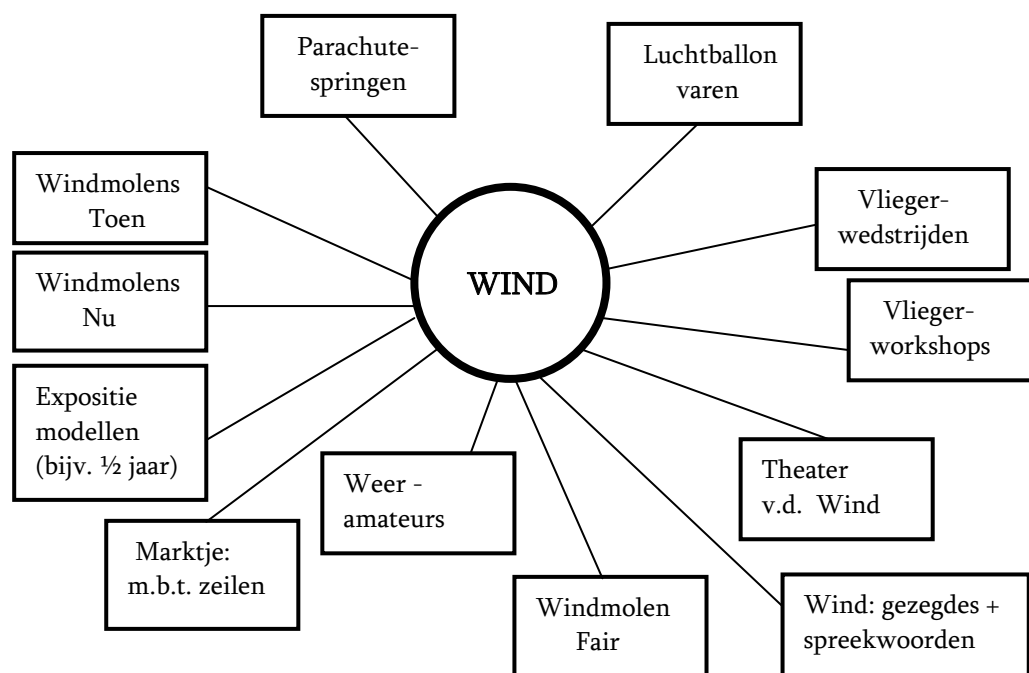 Parachute-
springen
Luchtballon
varen
Windmolens
Toen
Vlieger-
wedstrijden
WIND
Windmolens
Nu
Vlieger-
workshops
Expositie
modellen
(bijv. ½ jaar)
Weer -
amateurs
Theater
v.d. Wind
Marktje:
m.b.t. zeilen
Windmolen
Fair
Wind: gezegdes +
spreekwoorden